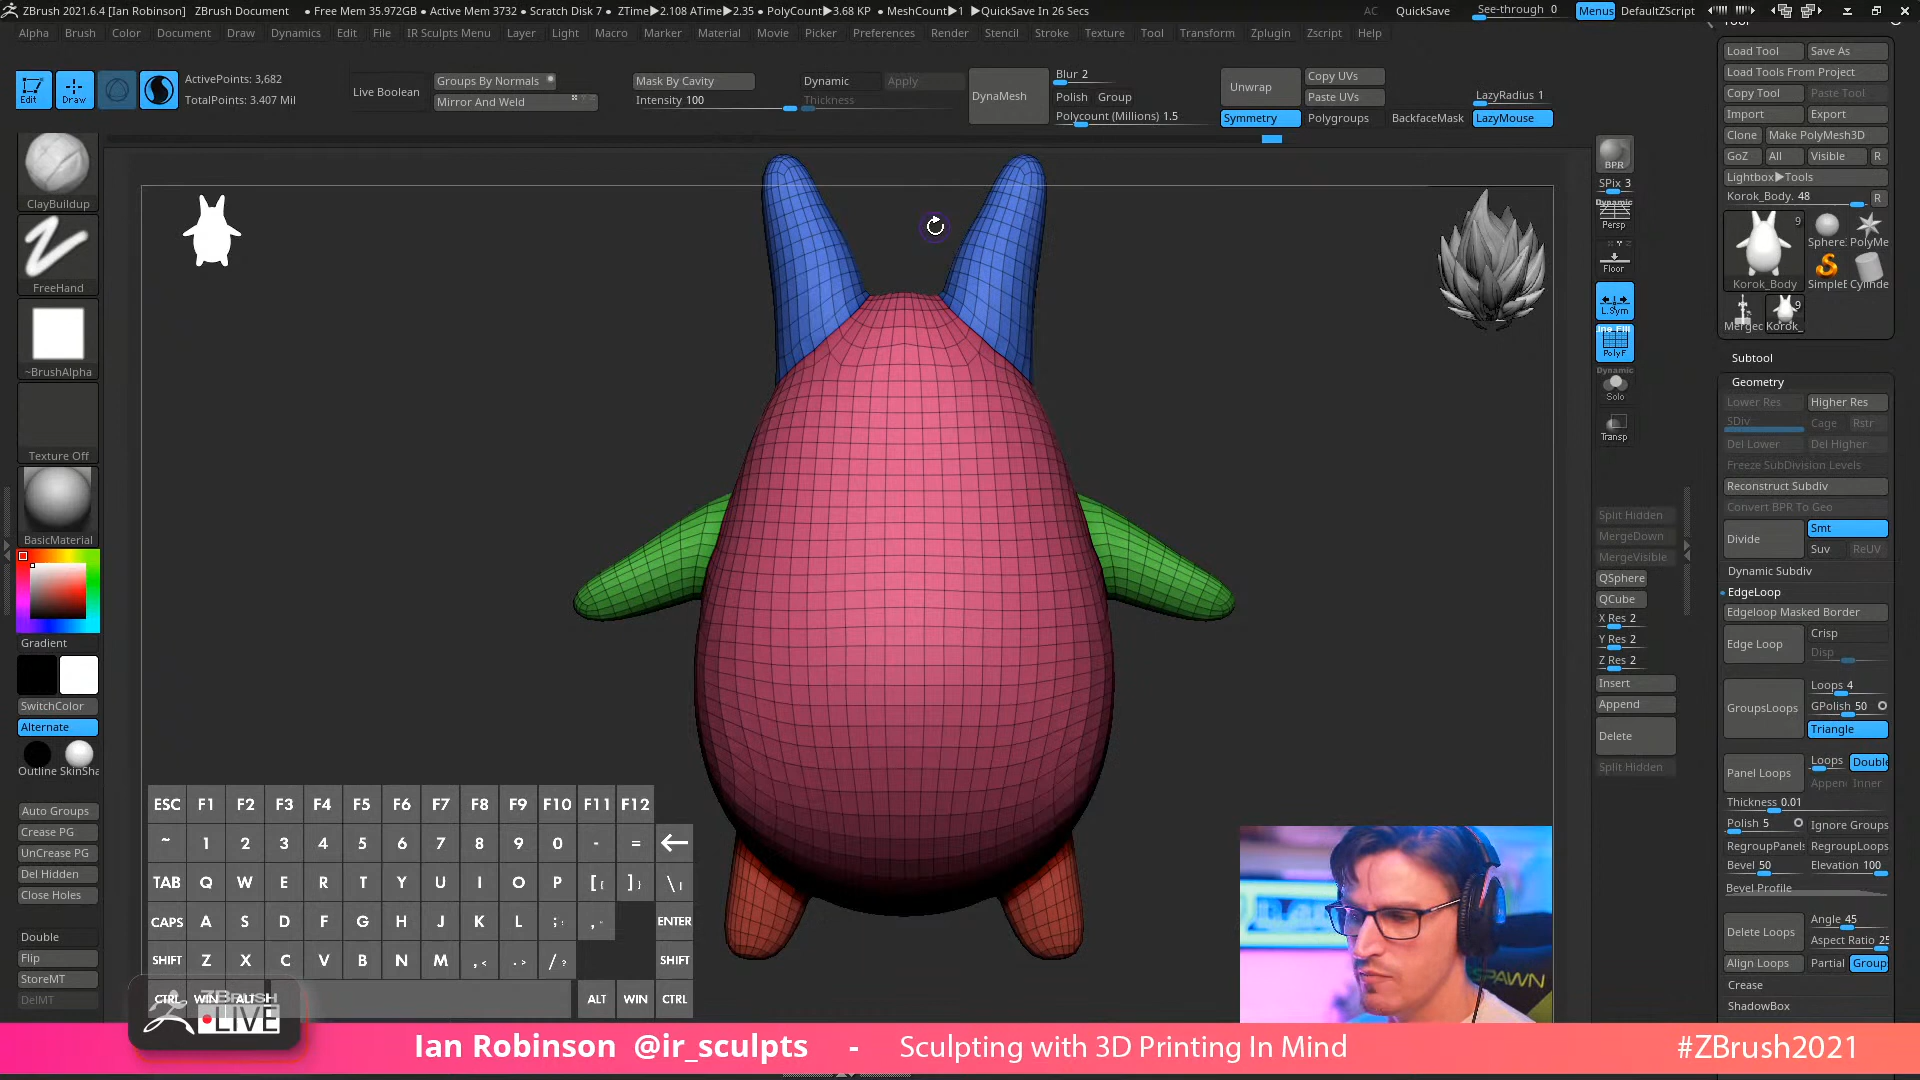 ZBrush 2021.6.4 [Ian Robinson] ZBrush Document • Free Mem 35.972GB • Active Mem 3732 • Scratch Disk 7 • ZTime▶2.108 ATime▶2.35 • PolyCount▶3.68 KP • MeshCount▶1 ▶QuickSave In 26 Secs AC QuickSave See-through 0 Menus DefaultZScript
Alpha Brush Color Document Draw Dynamics Edit File IR Sculpts Menu Layer Light Macro Marker Material Movie Picker Preferences Render Stencil Stroke Texture Tool Transform Zplugin Zscript Help
Edit
Draw
ActivePoints: 3,682
TotalPoints: 3.407 Mil
Live Boolean
Groups By Normals
Mirror And Weld
Mask By Cavity
Intensity 100
Dynamic Apply
Thickness
DynaMesh
Blur 2
Polish Group
Polycount (Millions) 1.5
Unwrap
Copy UVs
Paste UVs
Symmetry Polygroups
BackfaceMask
LazyRadius 1
LazyMouse
ClayBuildup
FreeHand
~BrushAlpha
Texture Off
BasicMaterial
Gradient
SwitchColor
Alternate
Outline SkinSha
Auto Groups
Crease PG
UnCrease PG
Del Hidden
Close Holes
Double
Flip
StoreMT
DelMT
BPR
SPix 3
Dynamic
Persp
Floor
L.Sym
Line Fill
PolyF
Dynamic
Solo
Transp
Split Hidden
MergeDown
MergeVisible
QSphere
QCube
X Res 2
Y Res 2
Z Res 2
Insert
Append
Delete
Split Hidden
Load Tool Save As
Load Tools From Project
Copy Tool Paste Tool
Import Export
Clone Make PolyMesh3D
GoZ All Visible R
Lightbox▶Tools
Korok_Body. 48 R
9
Korok_Body
Sphere. PolyMe
SimpleE Cylinde
9
Mergec Korok_
Subtool
Geometry
Lower Res Higher Res
SDiv Cage Rstr
Del Lower Del Higher
Freeze SubDivision Levels
Reconstruct Subdiv
Convert BPR To Geo
Divide Smt
Suv ReUV
Dynamic Subdiv
EdgeLoop
Edgeloop Masked Border
Edge Loop Crisp
Disp
GroupsLoops
Loops 4
GPolish 50
Triangle
Panel Loops
Loops Double
Append Inner
Thickness 0.01
Polish 5 Ignore Groups
RegroupPanels RegroupLoops
Bevel 50 Elevation 100
Bevel Profile
Delete Loops
Angle 45
Aspect Ratio 25
Align Loops Partial Group
Crease
ShadowBox
ESC F1 F2 F3 F4 F5 F6 F7 F8 F9 F10 F11 F12
~ 1 2 3 4 5 6 7 8 9 0 - = ←
TAB Q W E R T Y U I O P [{ ]} \|
CAPS A S D F G H J K L ;: ," ENTER
SHIFT Z X C V B N M ,< .> /? SHIFT
CTRL WIN ALT ALT WIN CTRL
ZBRUSH
LIVE
SPAWN
Ian Robinson @ir_sculpts - Sculpting with 3D Printing In Mind #ZBrush2021